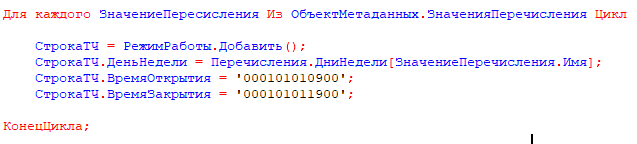 Для каждого ЗначениеПересисления Из ОбъектМетаданных.ЗначенияПеречисления Цикл
СтрокаТЧ = РежимРаботы.Добавить();
СтрокаТЧ.ДеньНедели = Перечисления.ДниНедели[ЗначениеПеречисления.Имя];
СтрокаТЧ.ВремяОткрытия = '000101010900';
СтрокаТЧ.ВремяЗакрытия = '000101011900';
КонецЦикла;